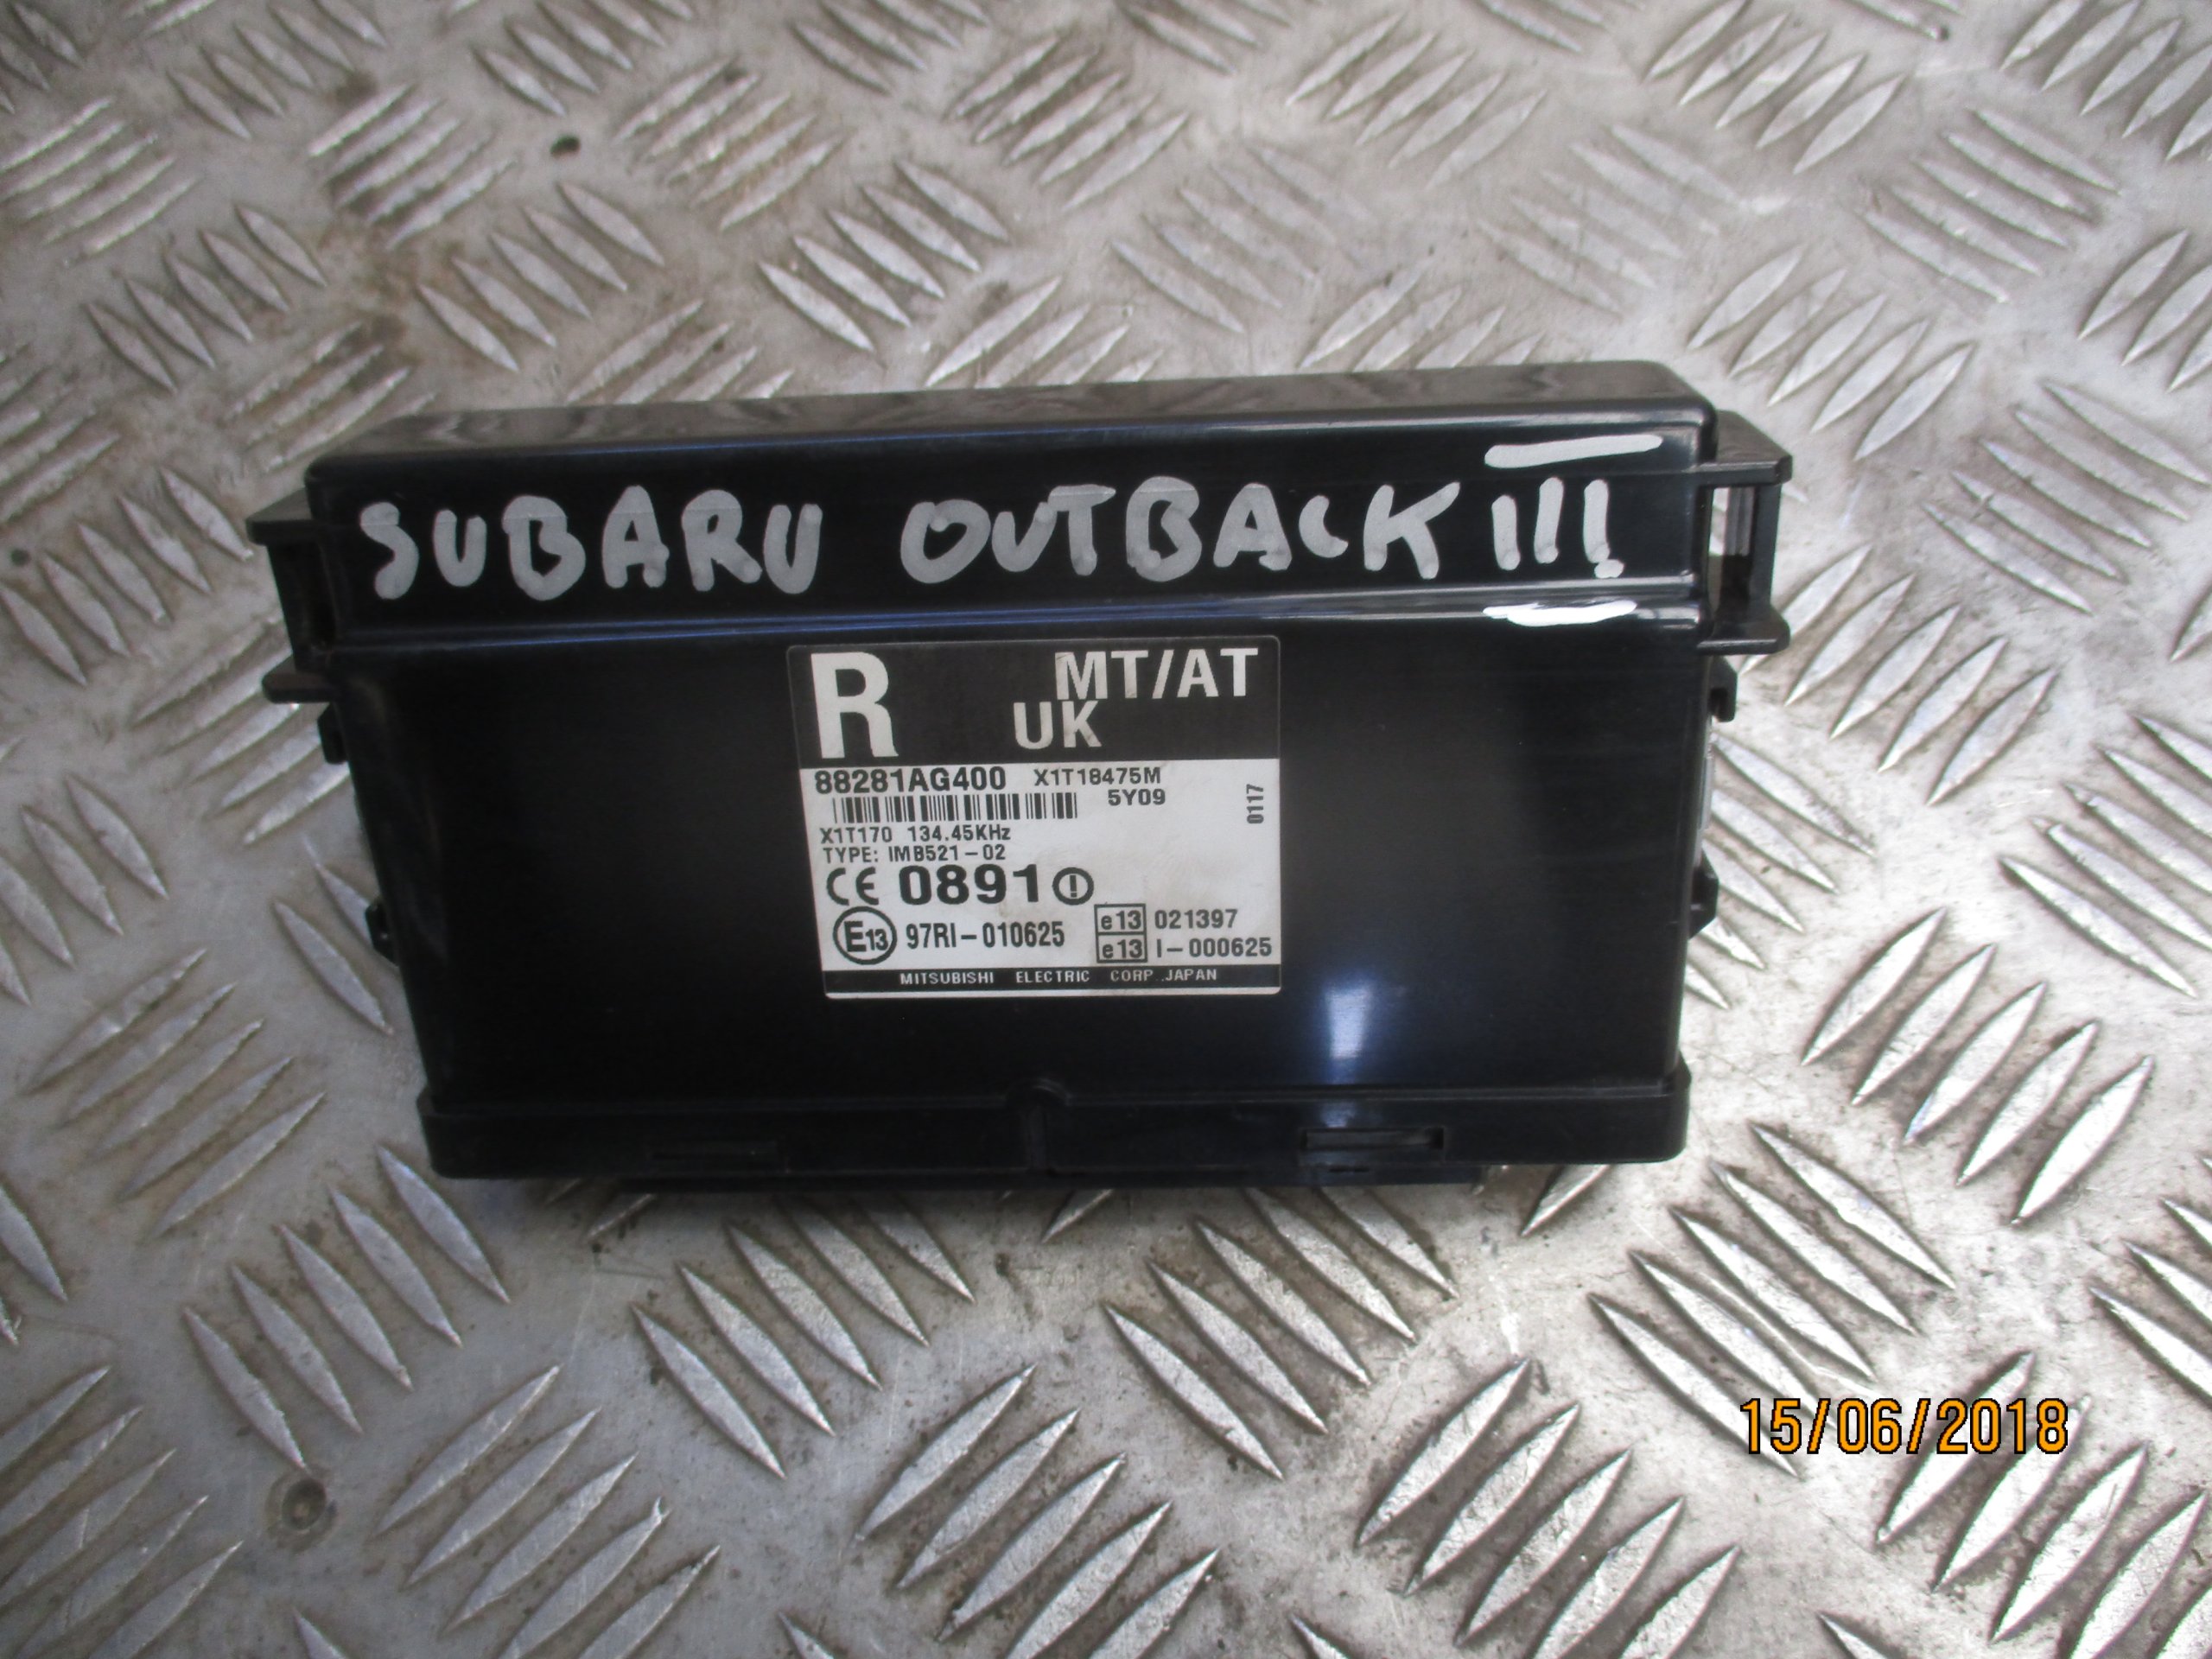 SUBARU OUTBACK III
R MT/AT
UK
88281AG400 X1T18475M
5Y09
0117
X1T170 134.45KHz
TYPE: IMB521-02
CE 0891
E13 97RI-010625
e13 021397
e13 I-000625
MITSUBISHI ELECTRIC CORP. JAPAN
15/06/2018